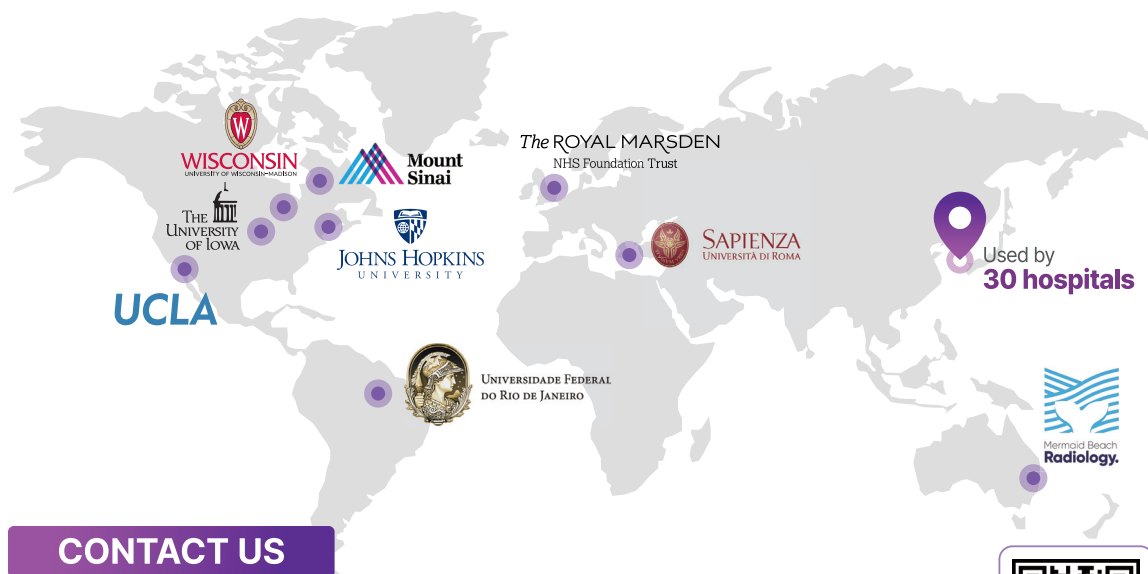 W
WISCONSIN
UNIVERSITY OF WISCONSIN–MADISON
Mount
Sinai
The ROYAL MARSDEN
NHS Foundation Trust
THE
UNIVERSITY
OF IOWA
JOHNS HOPKINS
UNIVERSITY
SAPIENZA
UNIVERSITÀ DI ROMA
Used by
30 hospitals
UCLA
UNIVERSIDADE FEDERAL
DO RIO DE JANEIRO
Mermaid Beach
Radiology.
CONTACT US